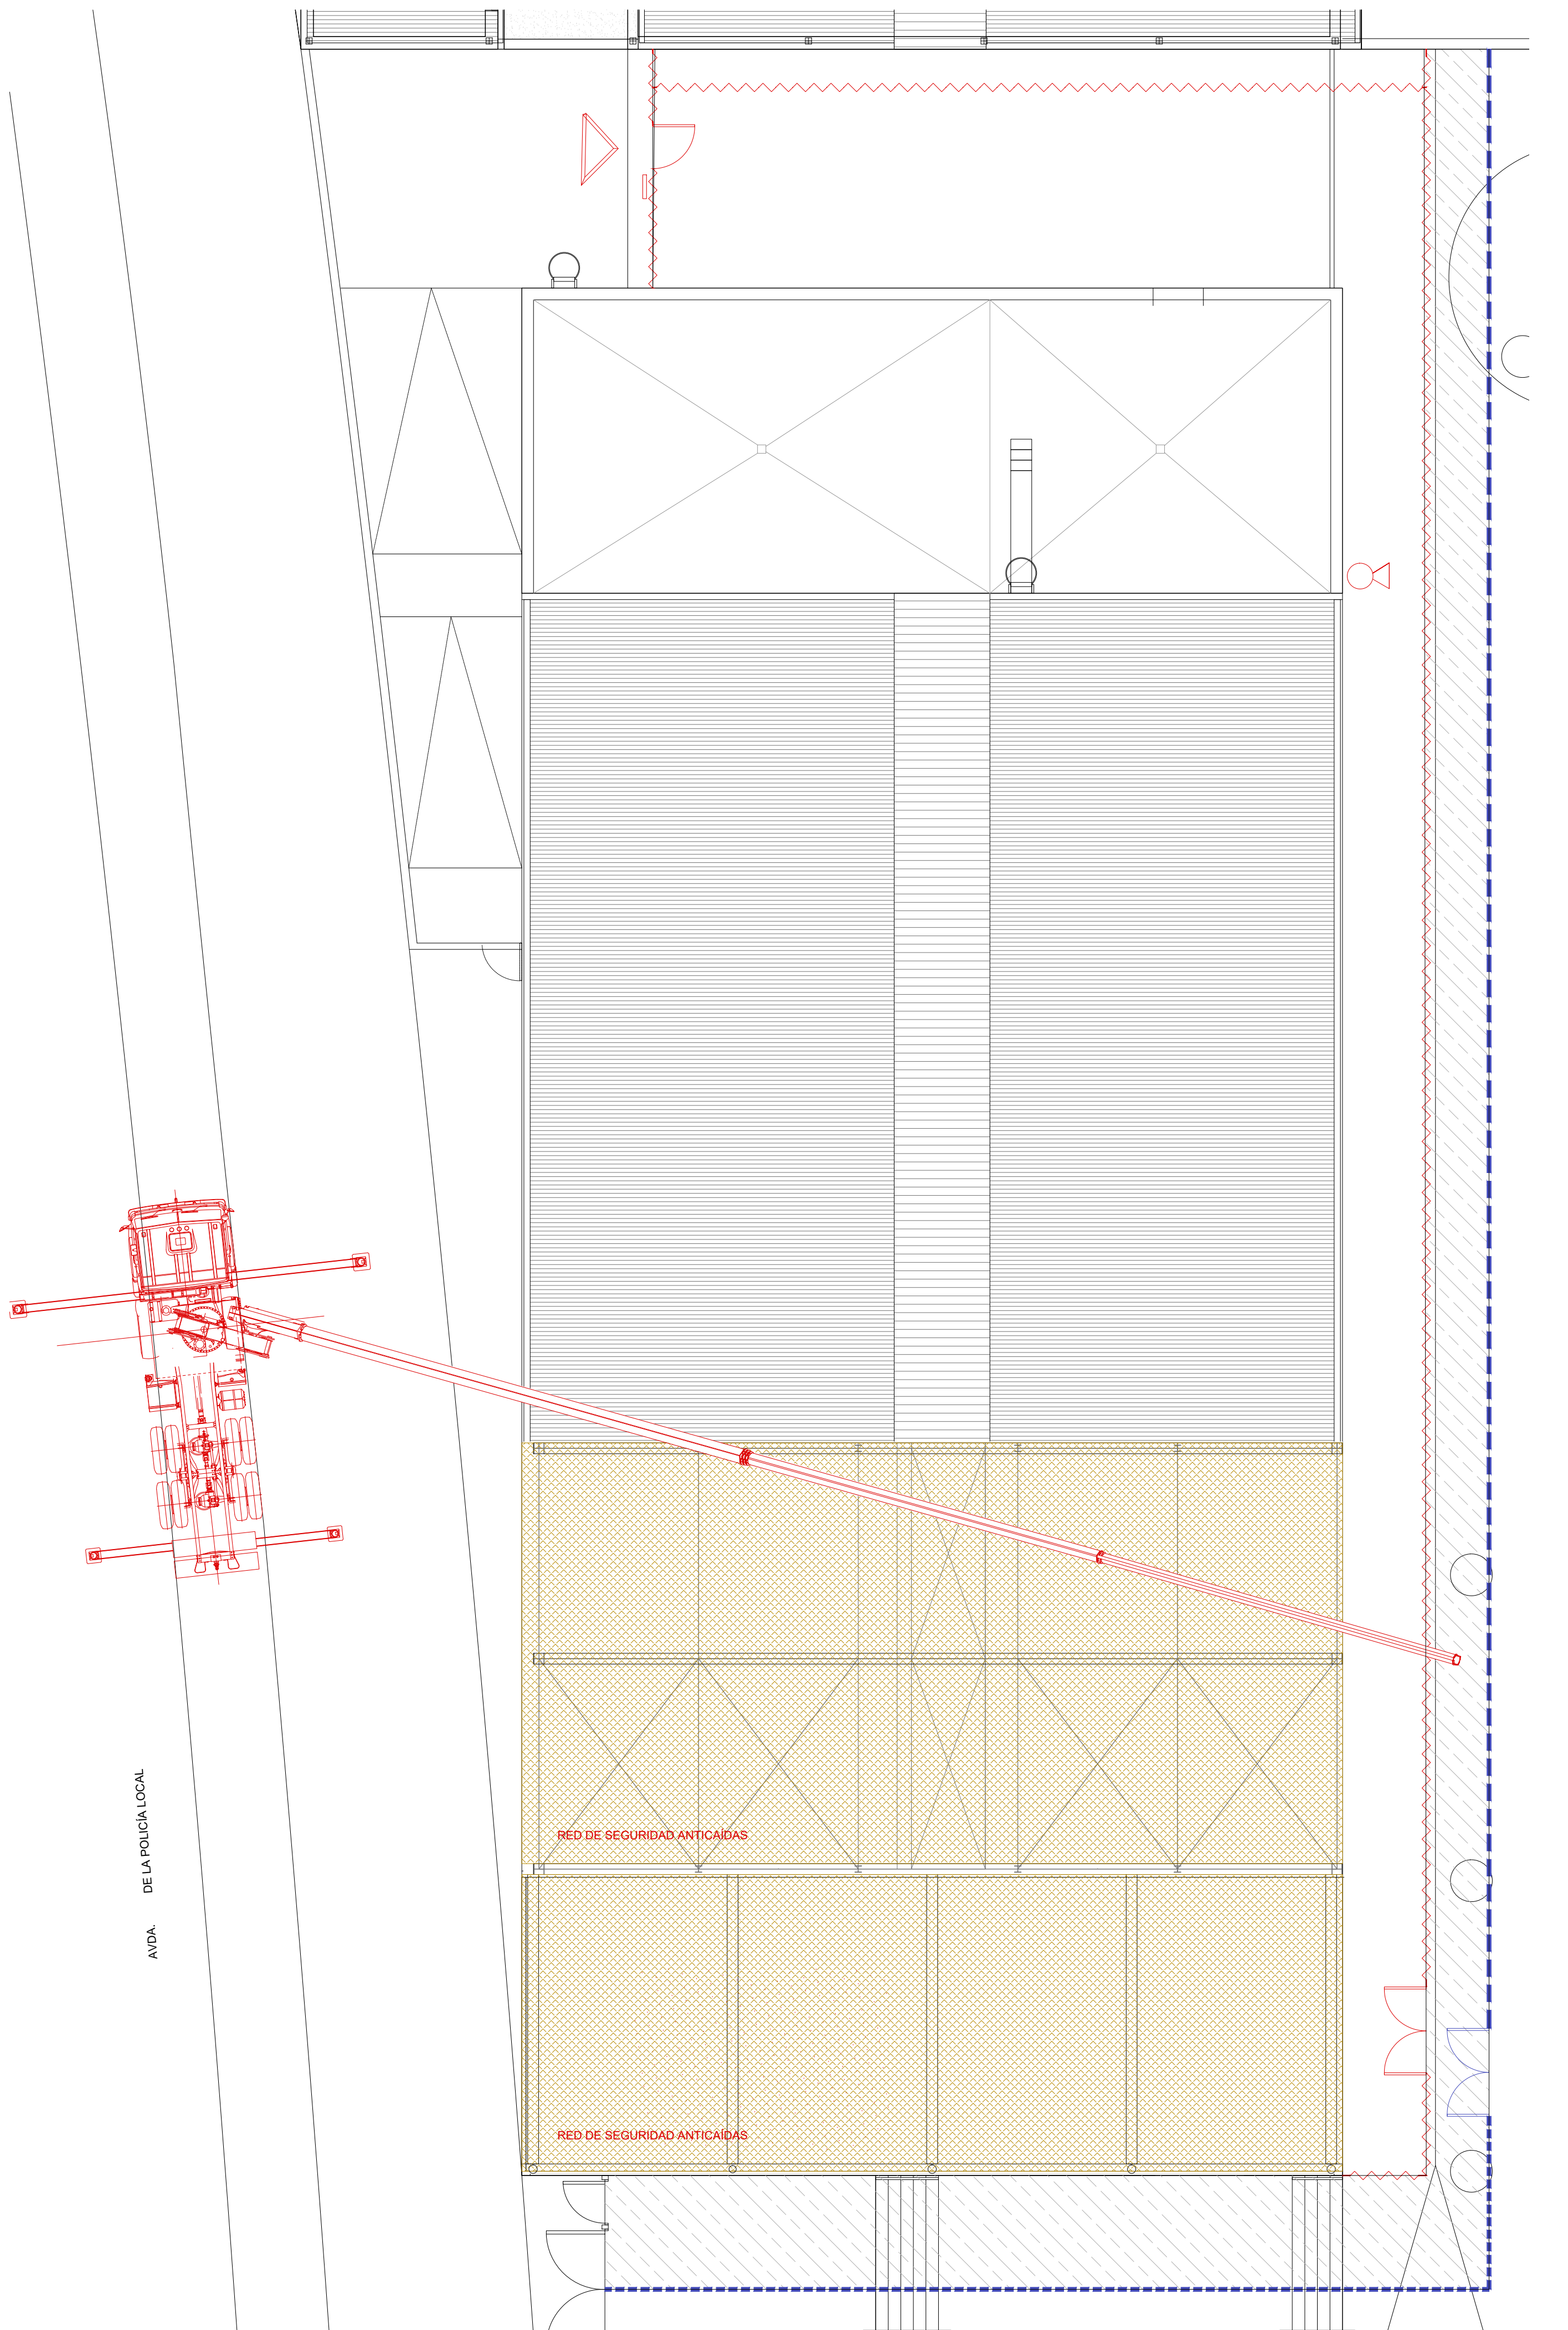 RED DE SEGURIDAD ANTICAÍDAS
RED DE SEGURIDAD ANTICAÍDAS
AVDA. DE LA POLICÍA LOCAL